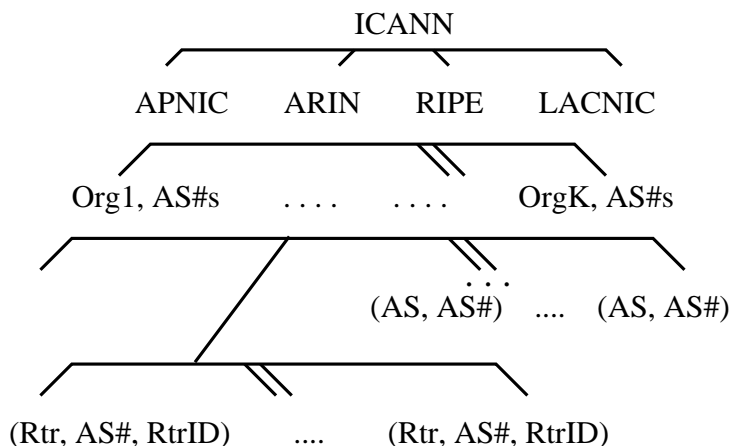 ICANN
APNIC ARIN RIPE LACNIC
Org1, AS#s . . . . . . . . OrgK, AS#s
. . .
(AS, AS#) .... (AS, AS#)
(Rtr, AS#, RtrID) .... (Rtr, AS#, RtrID)